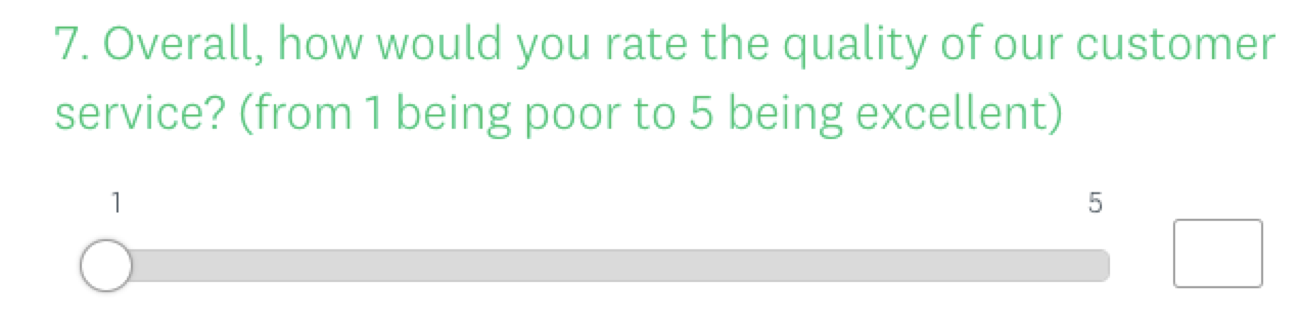 7. Overall, how would you rate the quality of our customer
service? (from 1 being poor to 5 being excellent)
1 5